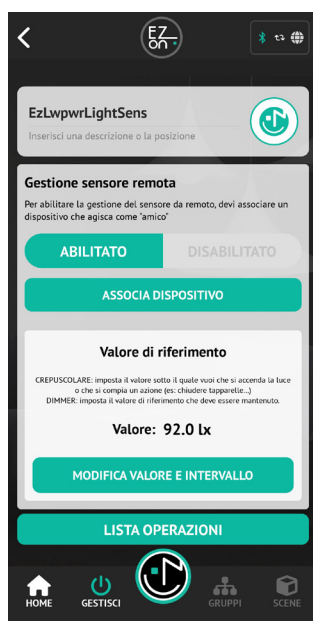 EZ
on
EzLwpwrLightSens
Inserisci una descrizione o la posizione
Gestione sensore remota
Per abilitare la gestione del sensore da remoto, devi associare un
dispositivo che agisca come "amico"
ABILITATO
DISABILITATO
ASSOCIA DISPOSITIVO
Valore di riferimento
CREPUSCOLARE: imposta il valore sotto il quale vuoi che si accenda la luce
o che si compia un azione (es: chiudere tapparelle...)
DIMMER: imposta il valore di riferimento che deve essere mantenuto.
Valore: 92.0 lx
MODIFICA VALORE E INTERVALLO
LISTA OPERAZIONI
HOME
GESTISCI
GRUPPI
SCENE